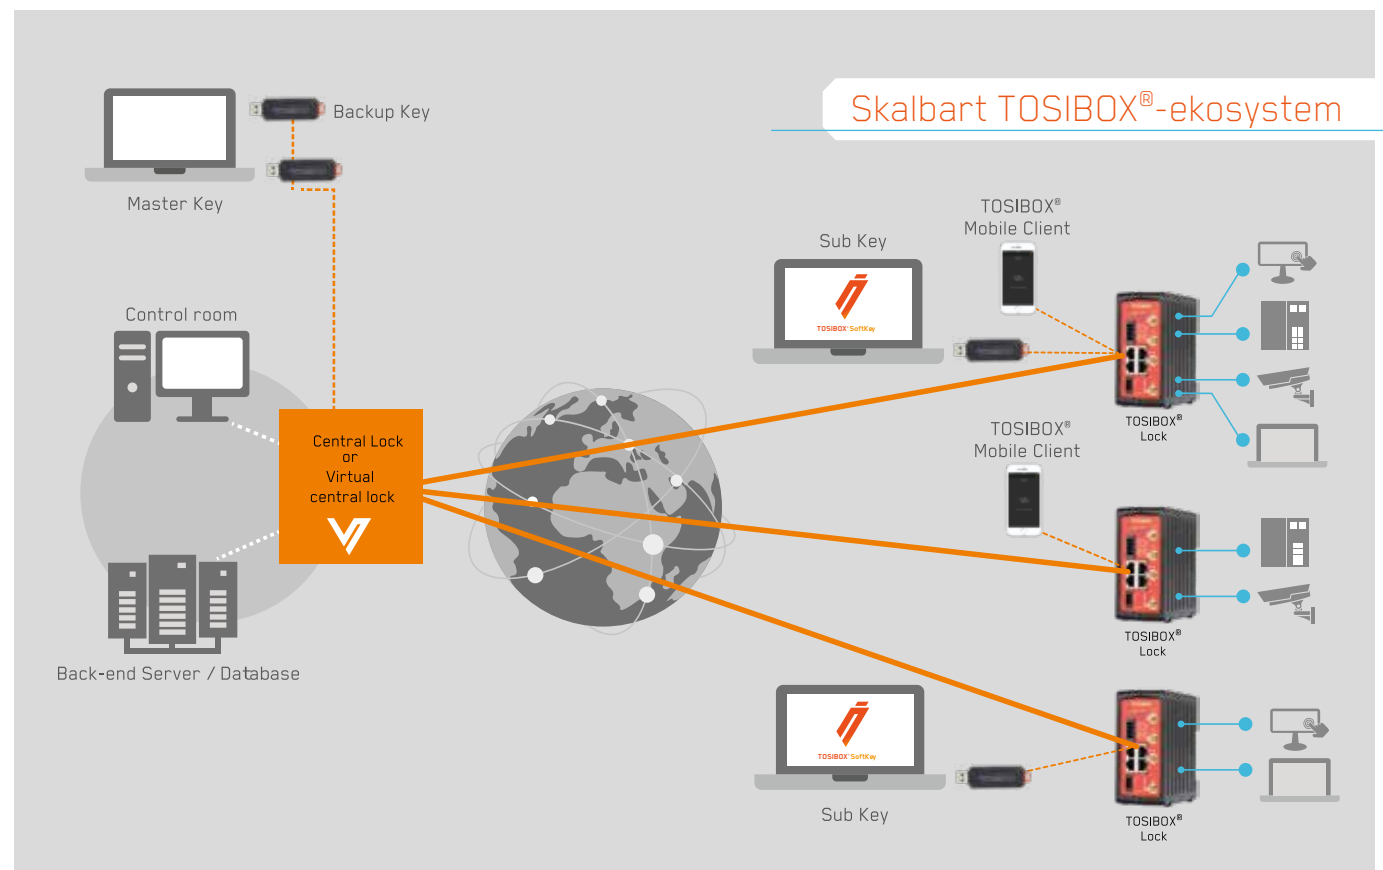 Skalbart TOSIBOX®-ekosystem
Backup Key
Master Key
Control room
Central Lock
or
Virtual
central lock
Back-end Server / Database
Sub Key
TOSIBOX® SoftKey
TOSIBOX®
Mobile Client
TOSIBOX®
Lock
TOSIBOX®
Mobile Client
TOSIBOX®
Lock
TOSIBOX® SoftKey
Sub Key
TOSIBOX®
Lock